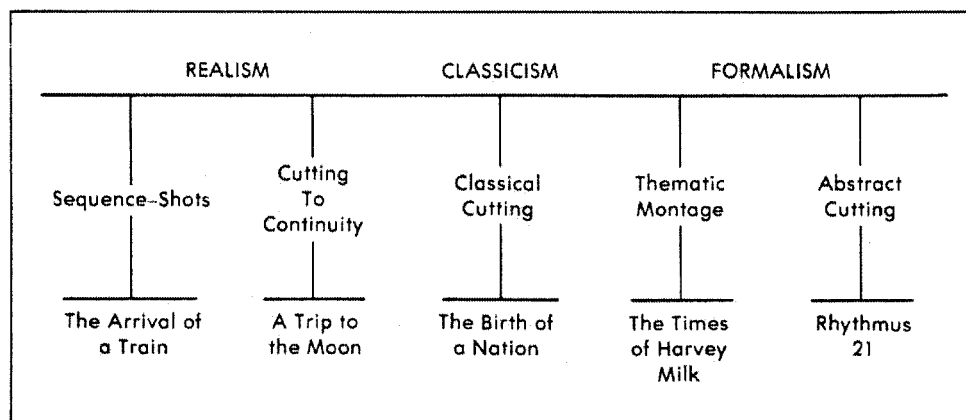 REALISM CLASSICISM FORMALISM
Sequence-Shots
Cutting
To
Continuity
Classical
Cutting
Thematic
Montage
Abstract
Cutting
The Arrival of
a Train
A Trip to
the Moon
The Birth of
a Nation
The Times
of Harvey
Milk
Rhythmus
21